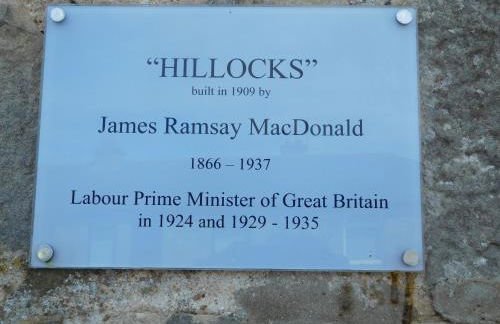 “HILLOCKS”
built in 1909 by
James Ramsay MacDonald
1866 – 1937
Labour Prime Minister of Great Britain
in 1924 and 1929 - 1935